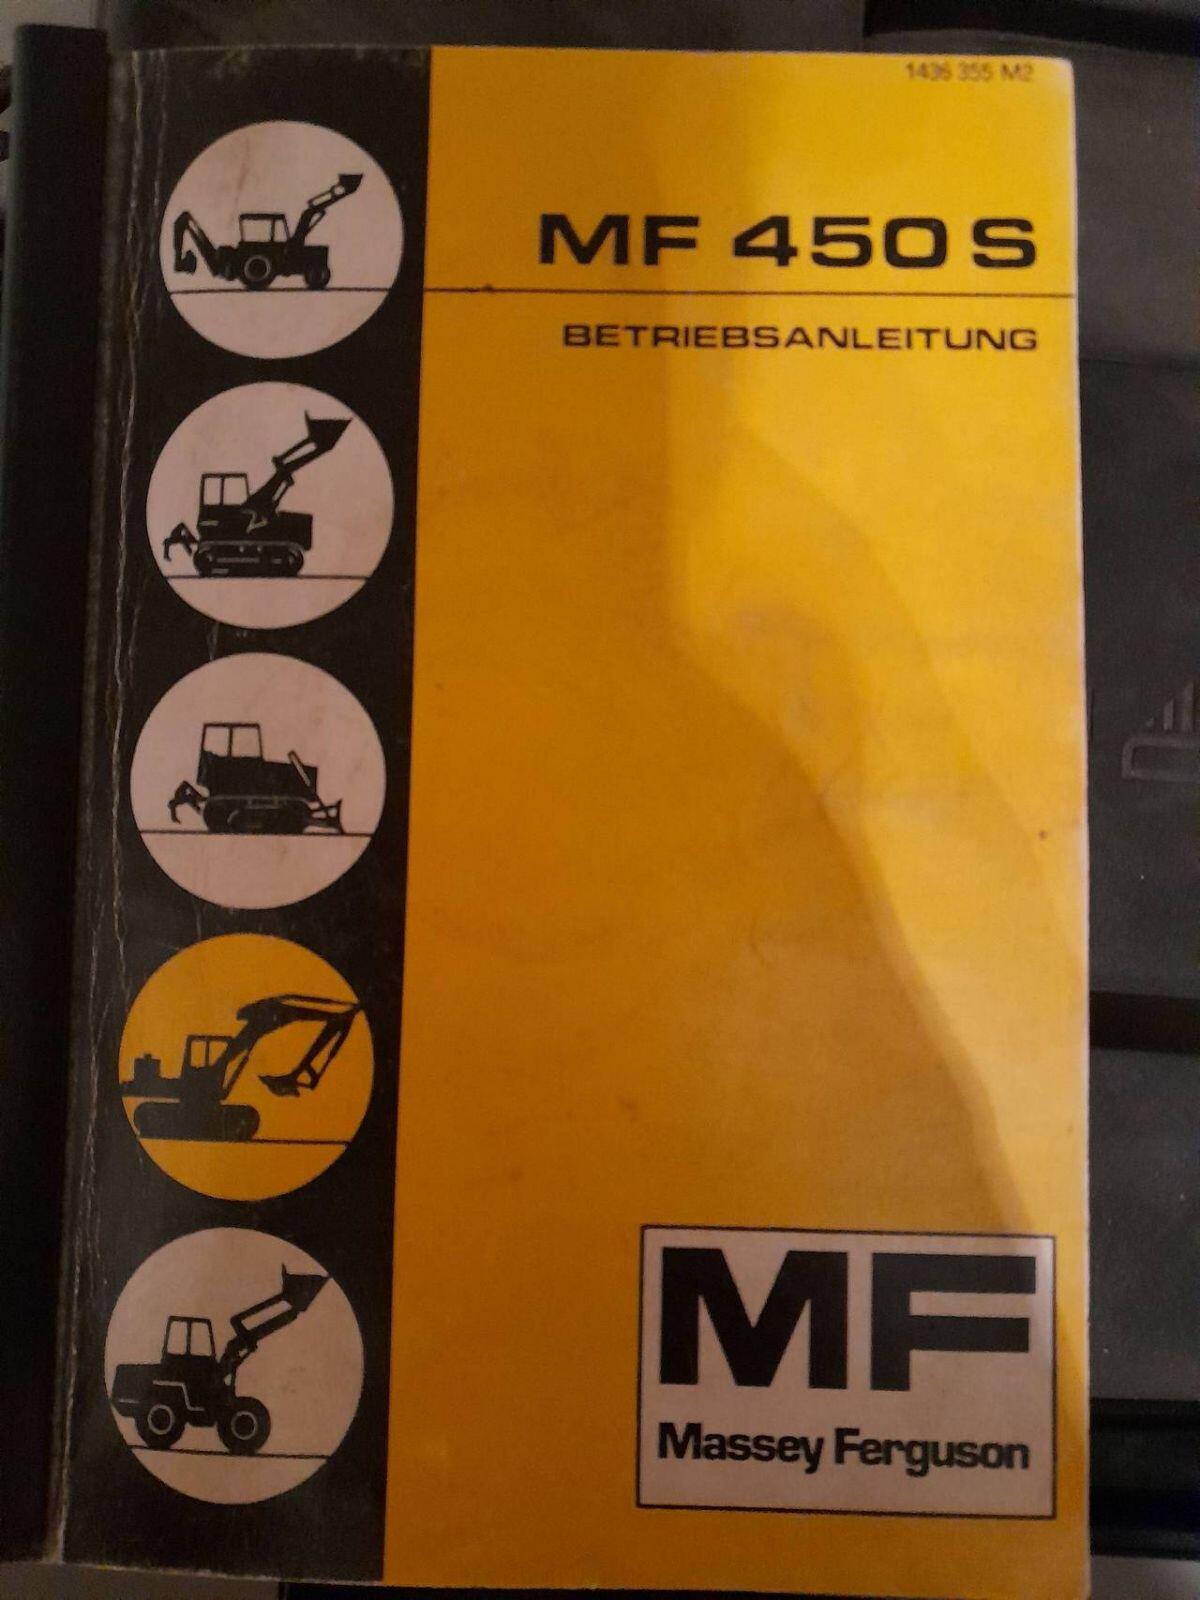 1436 355 M2
MF 450 S
BETRIEBSANLEITUNG
MF
Massey Ferguson